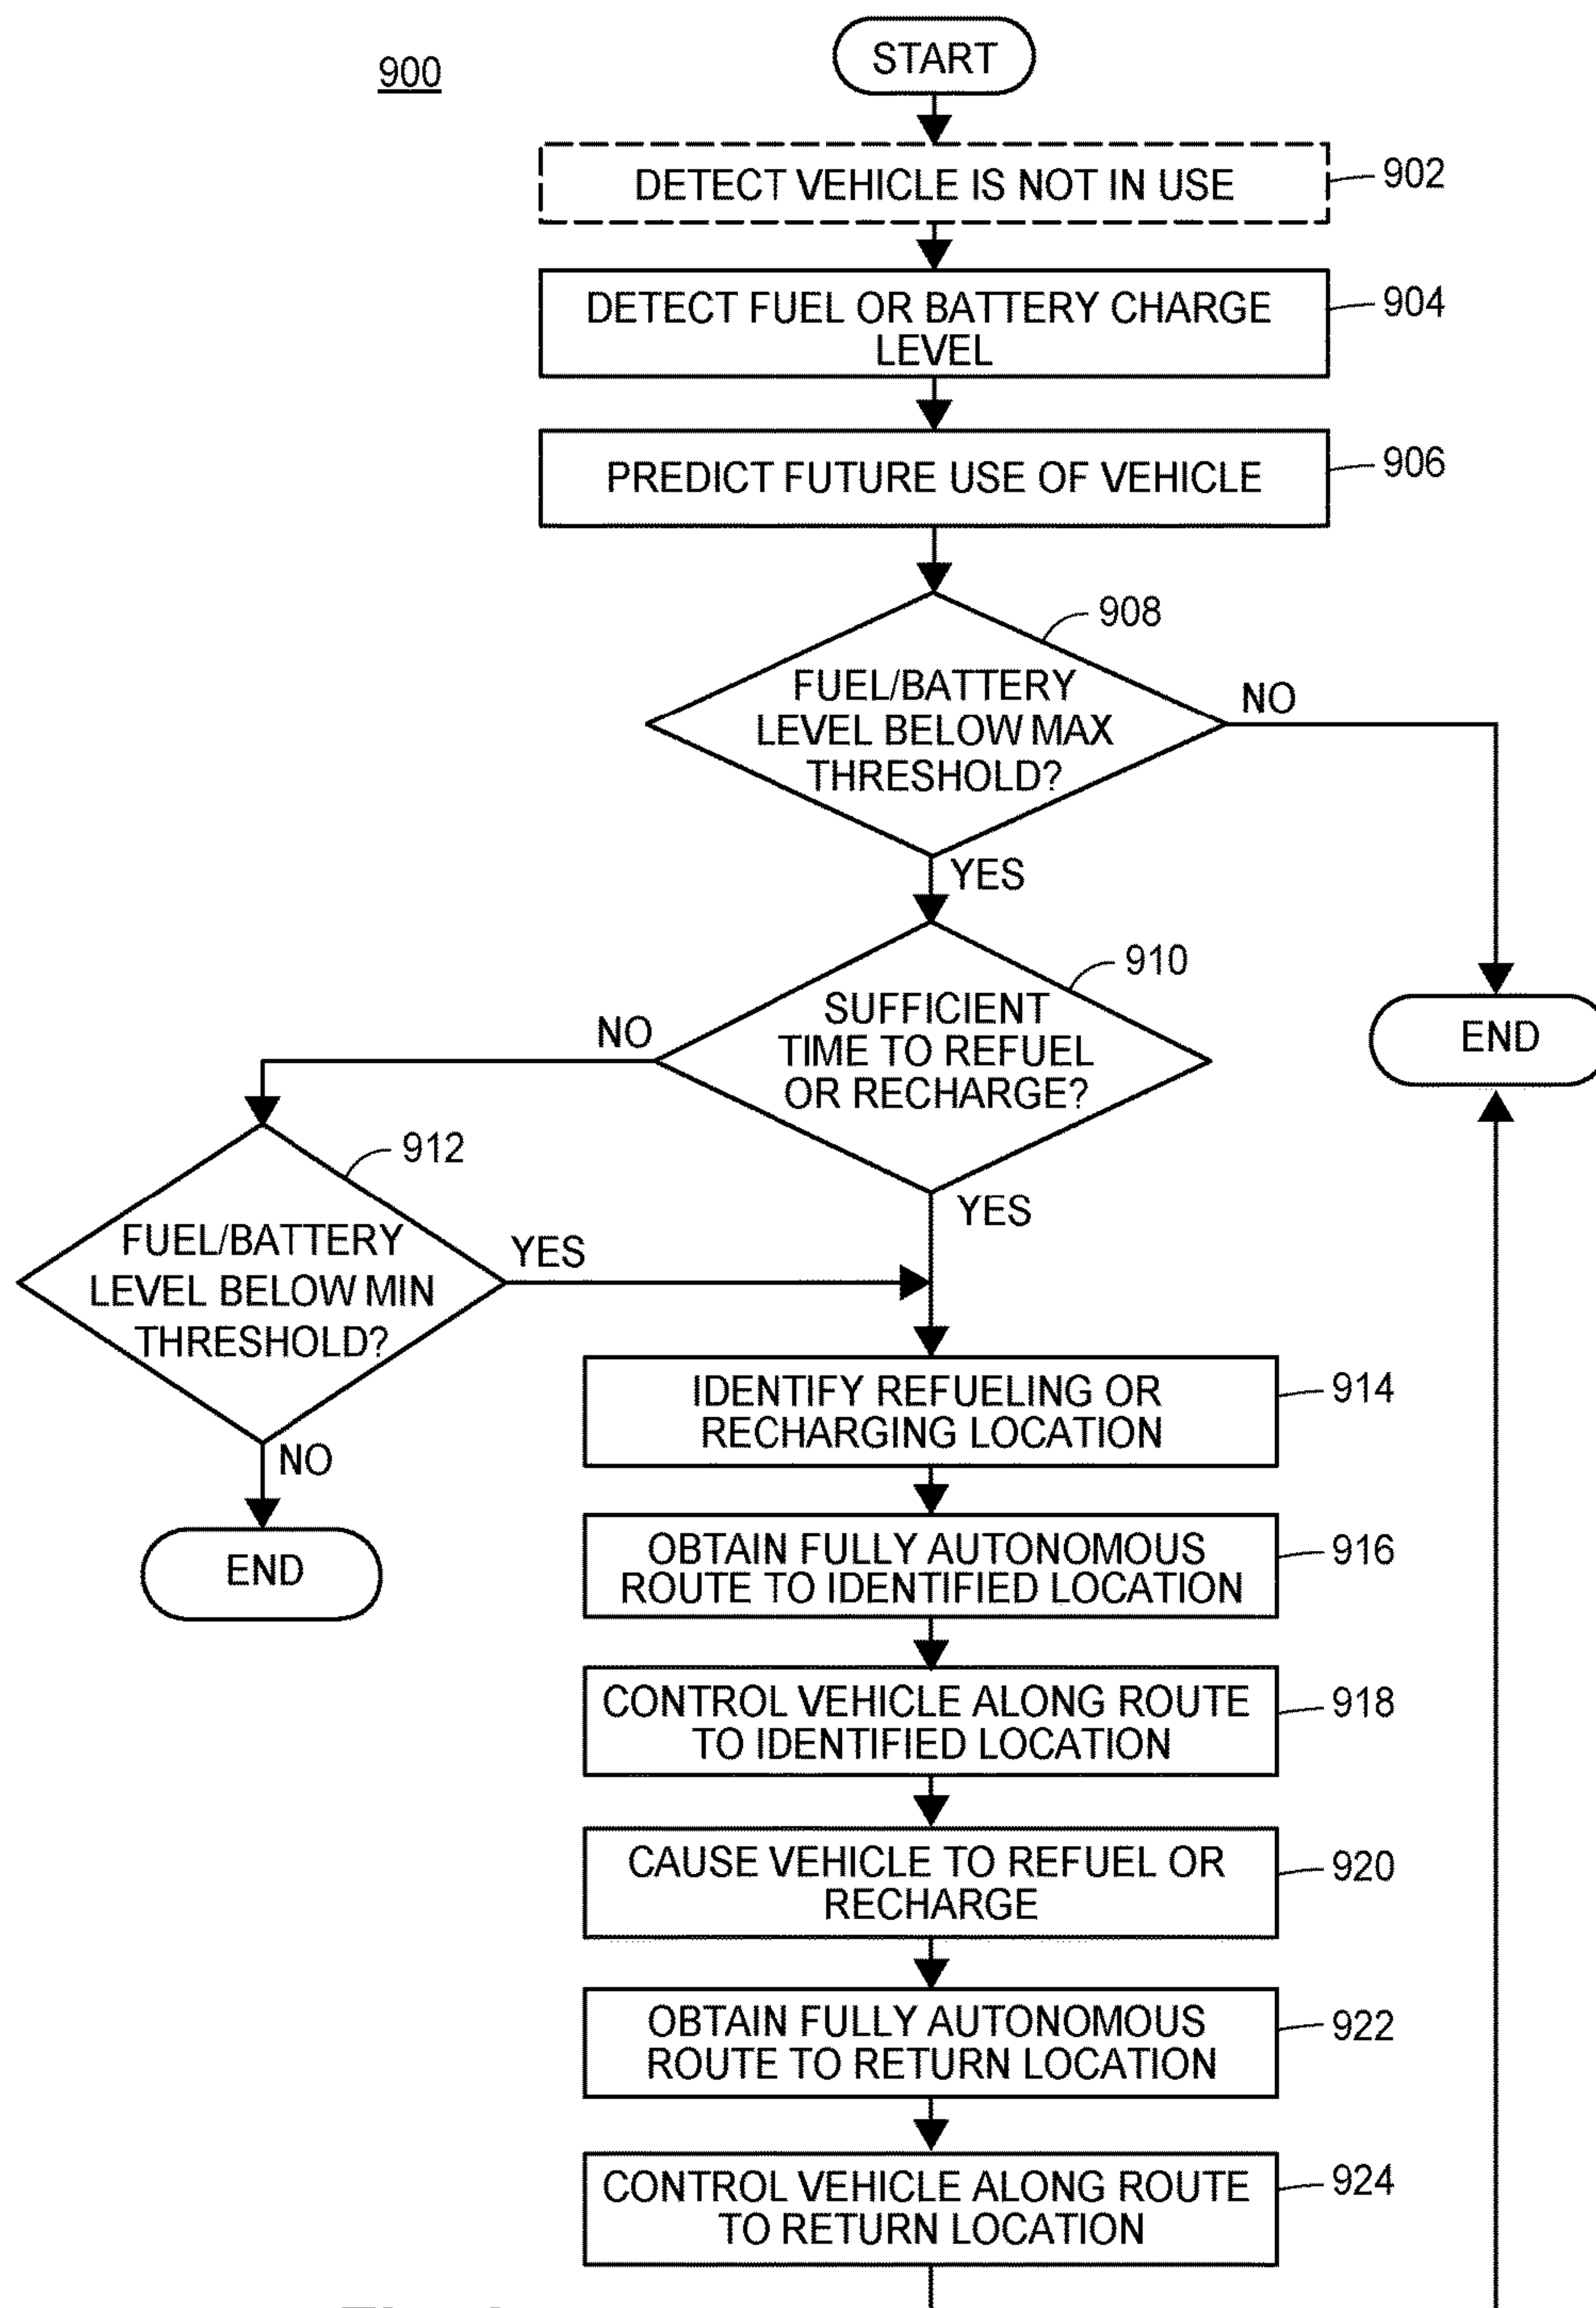 900
START
DETECT VEHICLE IS NOT IN USE
902
DETECT FUEL OR BATTERY CHARGE
LEVEL
904
PREDICT FUTURE USE OF VEHICLE
906
908
FUEL/BATTERY
LEVEL BELOW MAX
THRESHOLD?
NO
YES
910
SUFFICIENT
TIME TO REFUEL
OR RECHARGE?
NO
END
912
YES
FUEL/BATTERY
LEVEL BELOW MIN
THRESHOLD?
YES
NO
END
IDENTIFY REFUELING OR
RECHARGING LOCATION
914
OBTAIN FULLY AUTONOMOUS
ROUTE TO IDENTIFIED LOCATION
916
CONTROL VEHICLE ALONG ROUTE
TO IDENTIFIED LOCATION
918
CAUSE VEHICLE TO REFUEL OR
RECHARGE
920
OBTAIN FULLY AUTONOMOUS
ROUTE TO RETURN LOCATION
922
CONTROL VEHICLE ALONG ROUTE
TO RETURN LOCATION
924